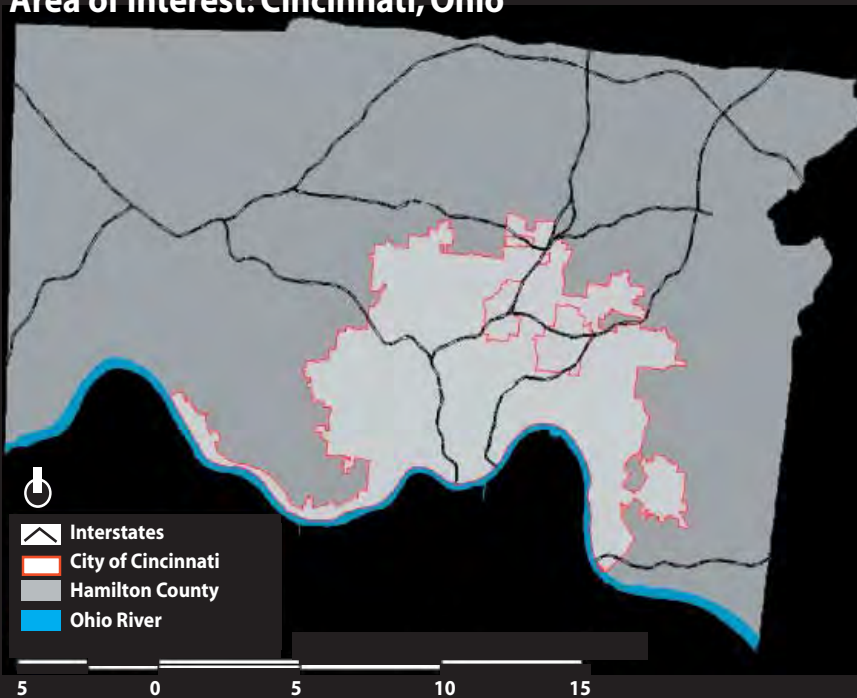 Area of Interest: Cincinnati, Ohio
Interstates
City of Cincinnati
Hamilton County
Ohio River
5 0 5 10 15